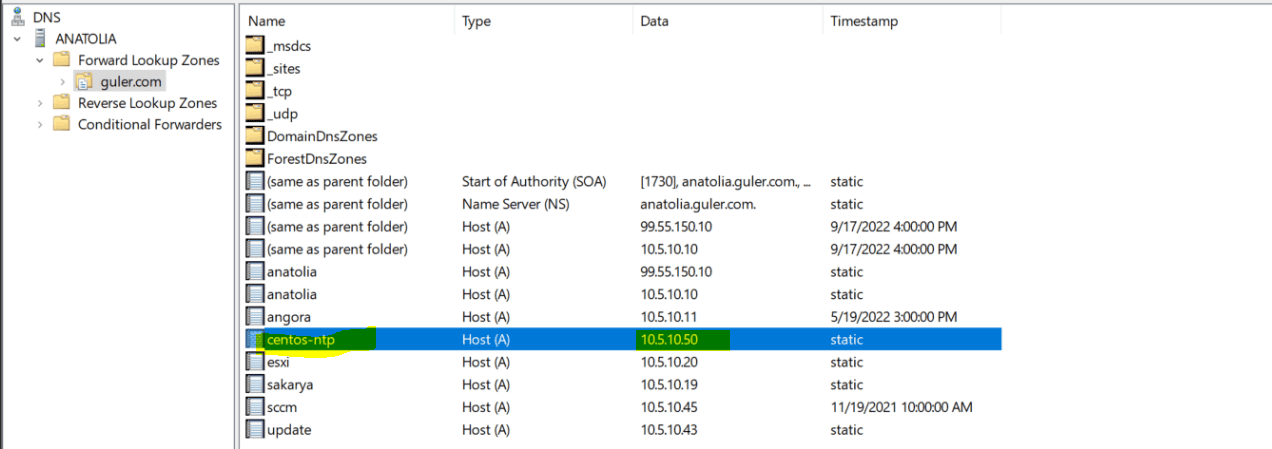 DNS
ANATOLIA
Forward Lookup Zones
guler.com
Reverse Lookup Zones
Conditional Forwarders
Name Type Data Timestamp
_msdcs
_sites
_tcp
_udp
DomainDnsZones
ForestDnsZones
(same as parent folder) Start of Authority (SOA) [1730], anatolia.guler.com., ... static
(same as parent folder) Name Server (NS) anatolia.guler.com. static
(same as parent folder) Host (A) 99.55.150.10 9/17/2022 4:00:00 PM
(same as parent folder) Host (A) 10.5.10.10 9/17/2022 4:00:00 PM
anatolia Host (A) 99.55.150.10 static
anatolia Host (A) 10.5.10.10 static
angora Host (A) 10.5.10.11 5/19/2022 3:00:00 PM
centos-ntp Host (A) 10.5.10.50 static
esxi Host (A) 10.5.10.20 static
sakarya Host (A) 10.5.10.19 static
sccm Host (A) 10.5.10.45 11/19/2021 10:00:00 AM
update Host (A) 10.5.10.43 static